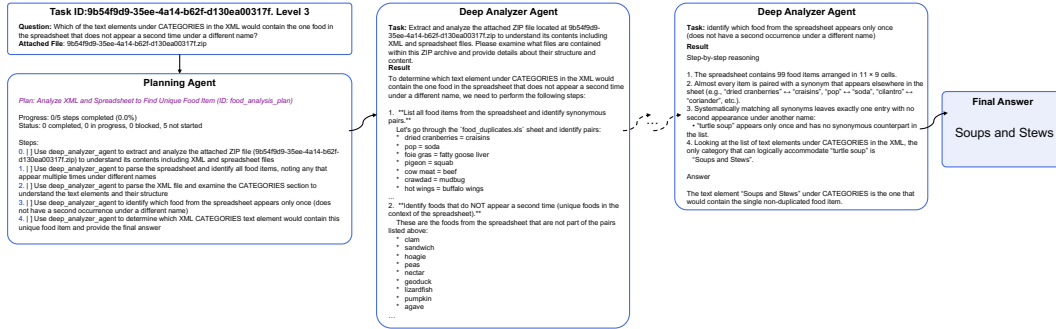 Task ID:9b54f9d9-35ee-4a14-b62f-d130ea00317f. Level 3
Question: Which of the text elements under CATEGORIES in the XML would contain the one food in
the spreadsheet that does not appear a second time under a different name?
Attached File: 9b54f9d9-35ee-4a14-b62f-d130ea00317f.zip
Planning Agent
Plan: Analyze XML and Spreadsheet to Find Unique Food Item (ID: food_analysis_plan)
Progress: 0/5 steps completed (0.0%)
Status: 0 completed, 0 in progress, 0 blocked, 5 not started
Steps:
0. [ ] Use deep_analyzer_agent to extract and analyze the attached ZIP file (9b54f9d9-35ee-4a14-b62f-
d130ea00317f.zip) to understand its contents including XML and spreadsheet files
1. [ ] Use deep_analyzer_agent to parse the spreadsheet and identify all food items, noting any that
appear multiple times under different names
2. [ ] Use deep_analyzer_agent to parse the XML file and examine the CATEGORIES section to
understand the text elements and their structure
3. [ ] Use deep_analyzer_agent to identify which food from the spreadsheet appears only once (does
not have a second occurrence under a different name)
4. [ ] Use deep_analyzer_agent to determine which XML CATEGORIES text element would contain this
unique food item and provide the final answer
Deep Analyzer Agent
Task: Extract and analyze the attached ZIP file located at 9b54f9d9-
35ee-4a14-b62f-d130ea00317f.zip to understand its contents including
XML and spreadsheet files. Please examine what files are contained
within this ZIP archive and provide details about their structure and
content.
Result
To determine which text element under CATEGORIES in the XML would
contain the one food in the spreadsheet that does not appear a second time
under a different name, we need to perform the following steps:
1. **List all food items from the spreadsheet and identify synonymous
pairs.**
Let's go through the `food_duplicates.xls` sheet and identify pairs:
* dried cranberries = craisins
* pop = soda
* foie gras = fatty goose liver
* pigeon = squab
* cow meat = beef
* crawdad = mudbug
* hot wings = buffalo wings
...
2. **Identify foods that do NOT appear a second time (unique foods in the
context of the spreadsheet).**
These are the foods from the spreadsheet that are not part of the pairs
listed above:
* clam
* sandwich
* hoagie
* peas
* nectar
* geoduck
* lizardfish
* pumpkin
* agave
...
...
Deep Analyzer Agent
Task: identify which food from the spreadsheet appears only once
(does not have a second occurrence under a different name)
Result
Step-by-step reasoning
1. The spreadsheet contains 99 food items arranged in 11 × 9 cells.
2. Almost every item is paired with a synonym that appears elsewhere in the
sheet (e.g., "dried cranberries" ↔ "craisins", "pop" ↔ "soda", "cilantro" ↔
"coriander", etc.).
3. Systematically matching all synonyms leaves exactly one entry with no
second appearance under another name:
• "turtle soup" appears only once and has no synonymous counterpart in
the list.
4. Looking at the list of text elements under CATEGORIES in the XML, the
only category that can logically accommodate "turtle soup" is
"Soups and Stews".
Answer
The text element "Soups and Stews" under CATEGORIES is the one that
would contain the single non-duplicated food item.
Final Answer
Soups and Stews